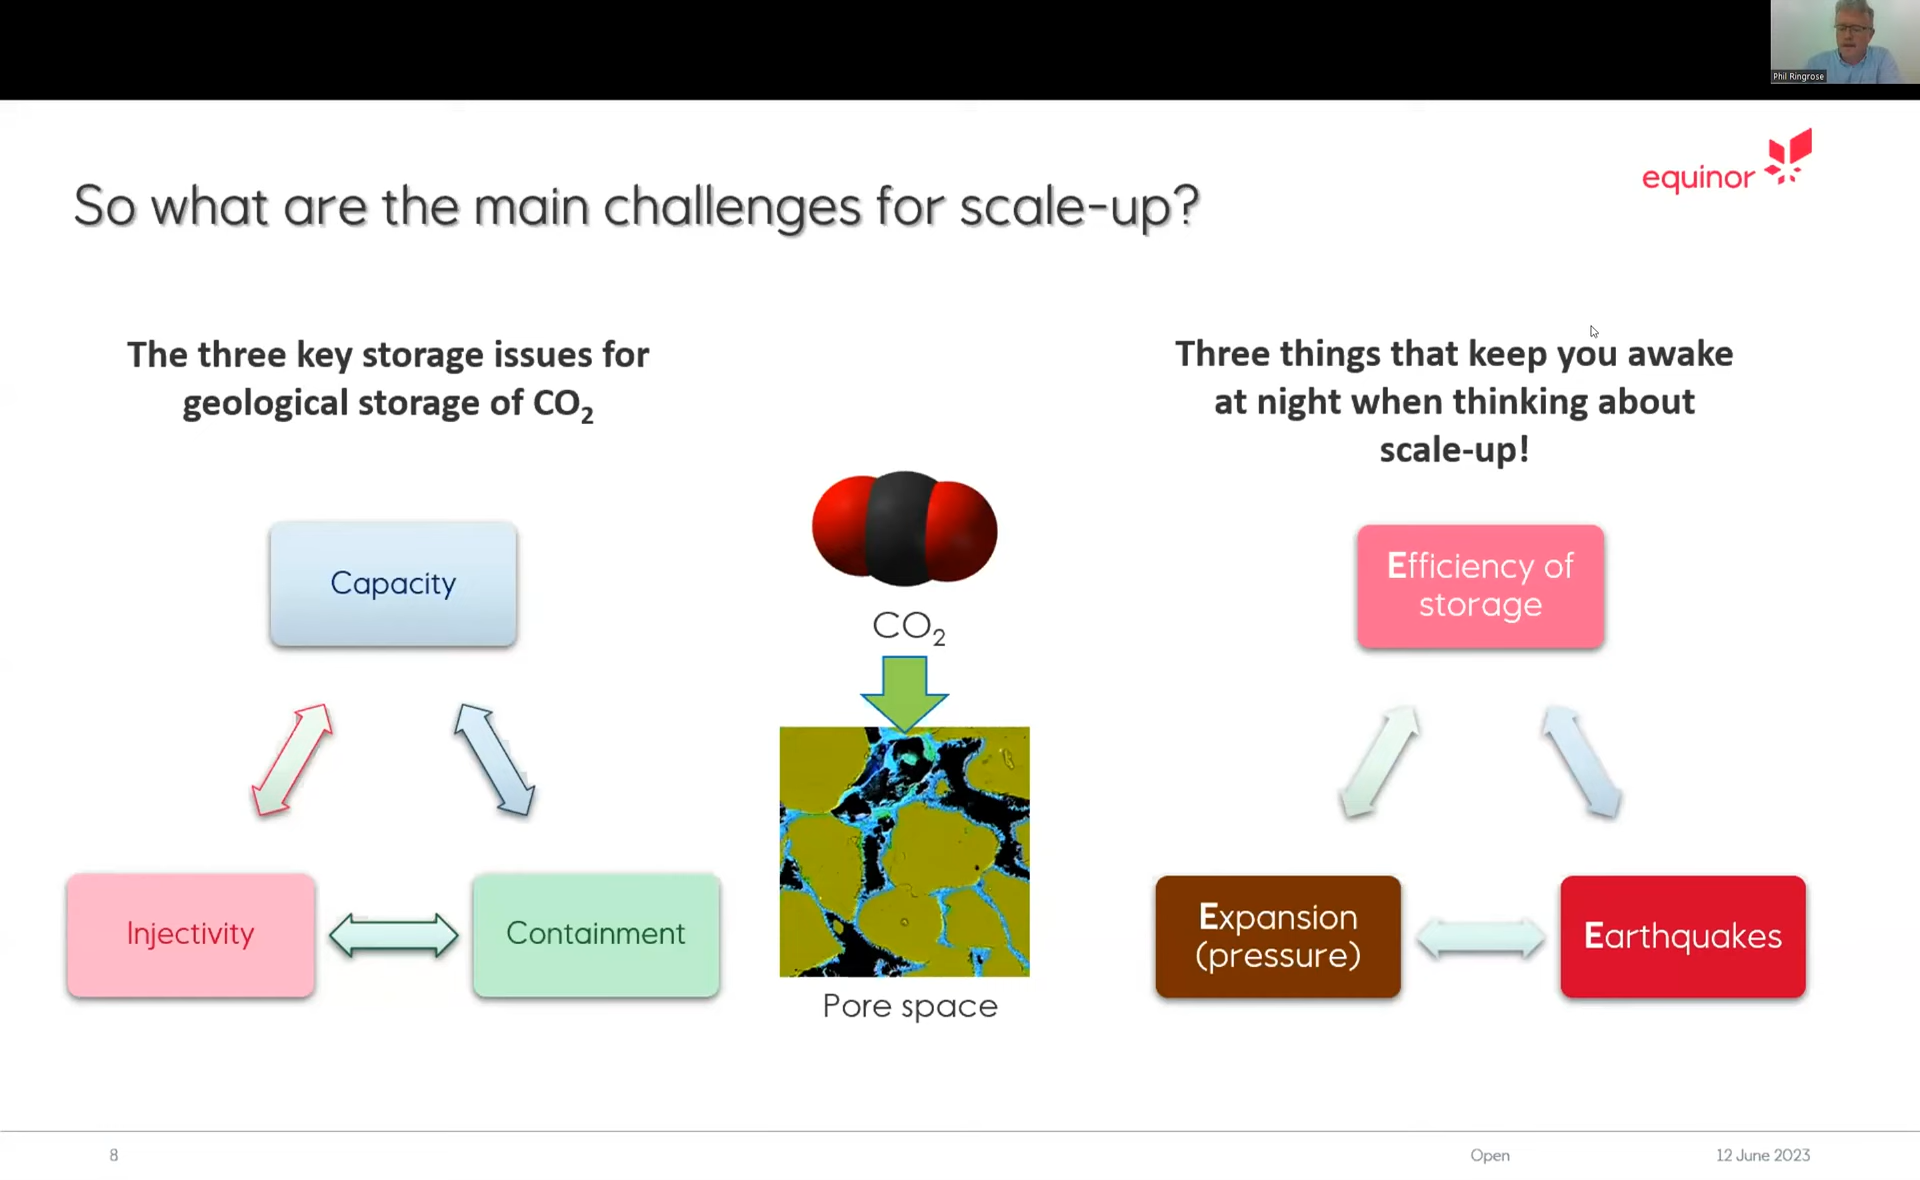 Phil Ringrose
equinor
So what are the main challenges for scale-up?
The three key storage issues for
geological storage of CO₂
Capacity
Injectivity
Containment
CO₂
Pore space
Three things that keep you awake
at night when thinking about
scale-up!
Efficiency of
storage
Expansion
(pressure)
Earthquakes
8
Open
12 June 2023